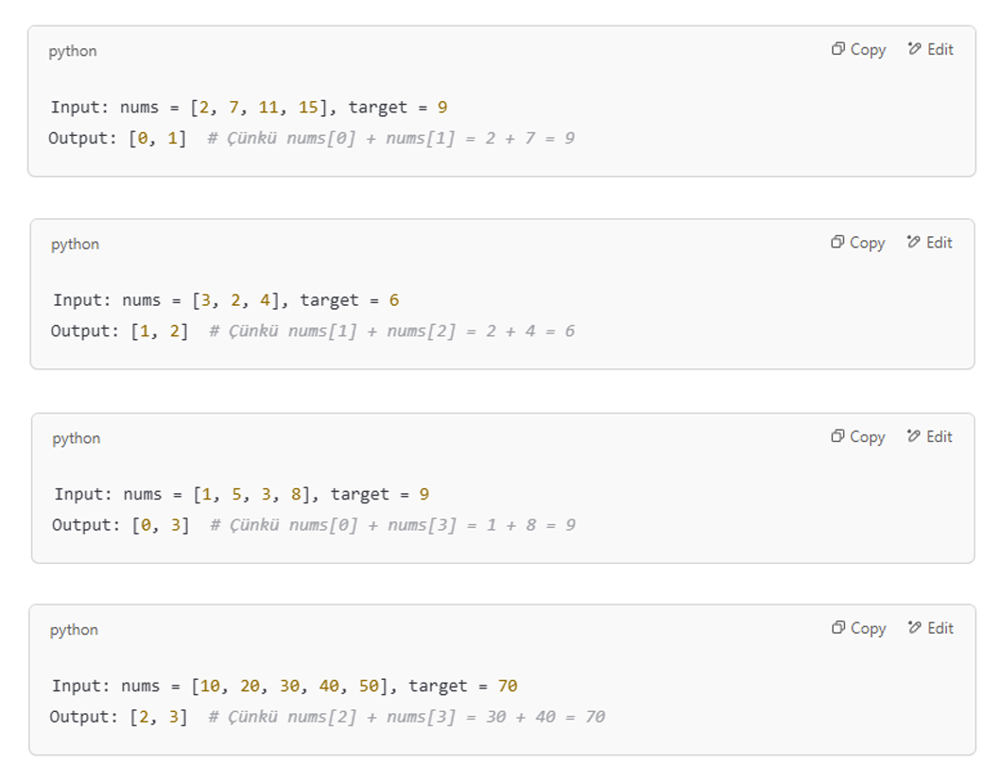 python
Copy Edit
Input: nums = [2, 7, 11, 15], target = 9
Output: [0, 1] # Çünkü nums[0] + nums[1] = 2 + 7 = 9
python
Copy Edit
Input: nums = [3, 2, 4], target = 6
Output: [1, 2] # Çünkü nums[1] + nums[2] = 2 + 4 = 6
python
Copy Edit
Input: nums = [1, 5, 3, 8], target = 9
Output: [0, 3] # Çünkü nums[0] + nums[3] = 1 + 8 = 9
python
Copy Edit
Input: nums = [10, 20, 30, 40, 50], target = 70
Output: [2, 3] # Çünkü nums[2] + nums[3] = 30 + 40 = 70